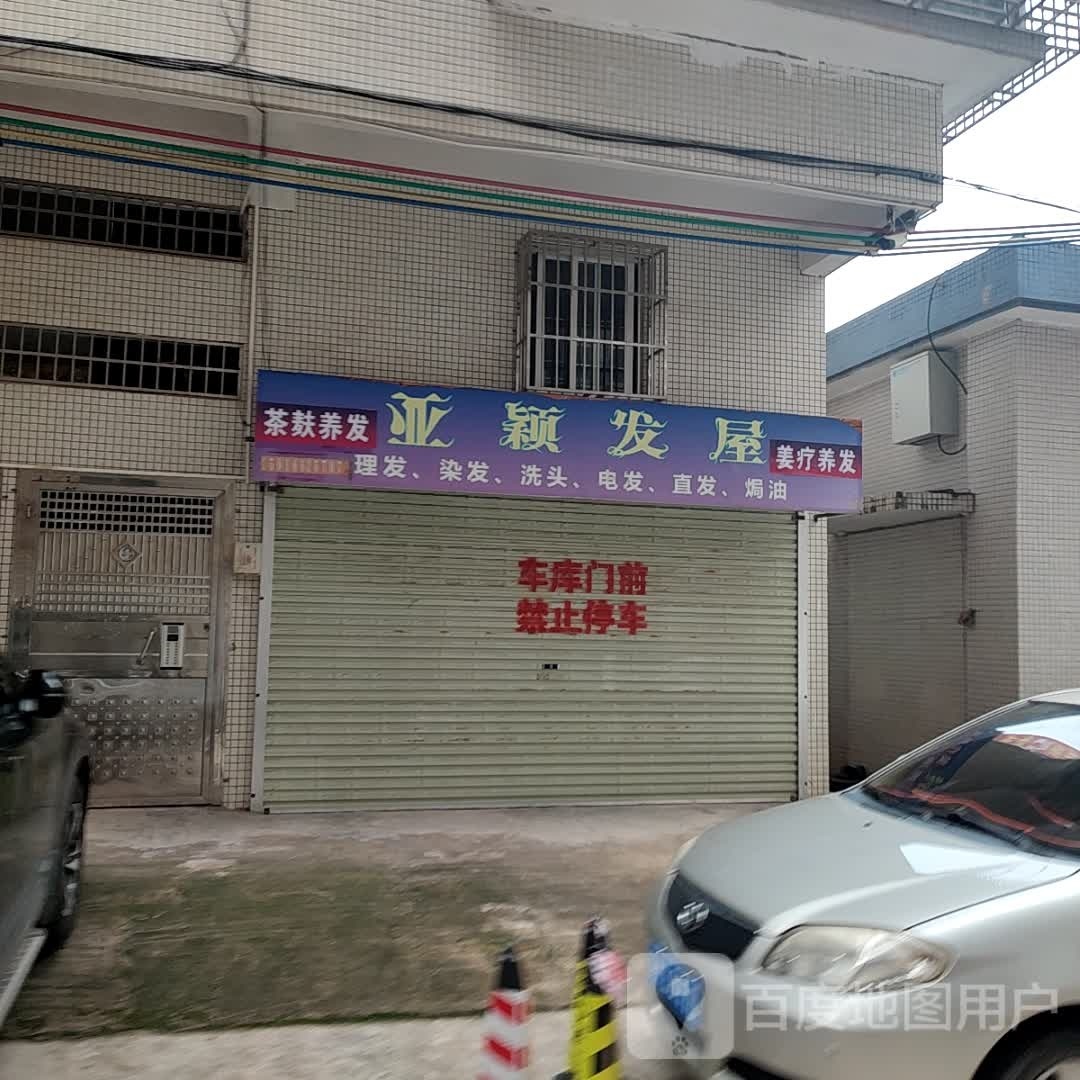 亚颖发屋
茶麸养发
姜疗养发
理发、染发、洗头、电发、直发、焗油
车库门前
禁止停车
百度地图用户